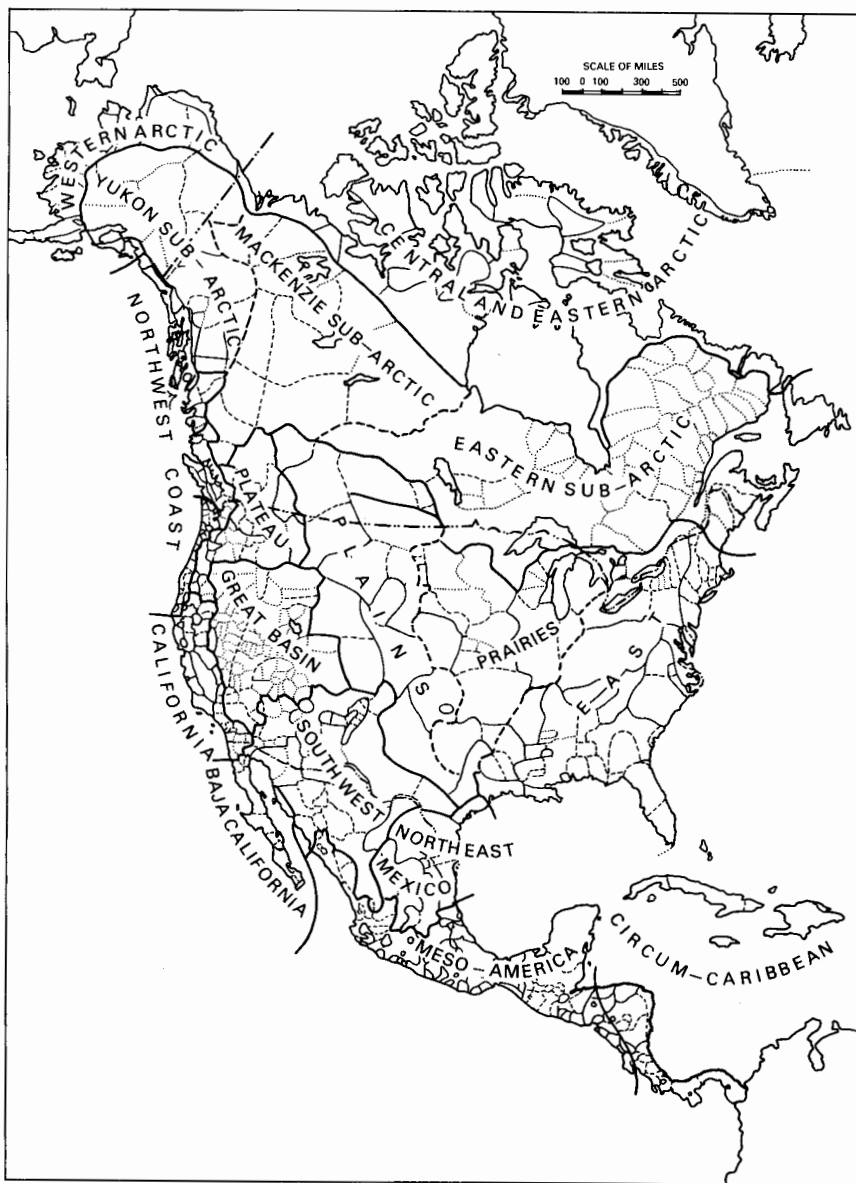 SCALE OF MILES
100 0 100 300 500
WESTERN ARCTIC
YUKON SUB-ARCTIC
MACKENZIE SUB-ARCTIC
CENTRAL AND EASTERN ARCTIC
NORTHWEST COAST
EASTERN SUB-ARCTIC
PLATEAU
PLAINS
GREAT BASIN
PRAIRIES
EAST
CALIFORNIA
SOUTHWEST
BAJA CALIFORNIA
NORTHEAST
MEXICO
MESO-AMERICA
CIRCUM-CARIBBEAN